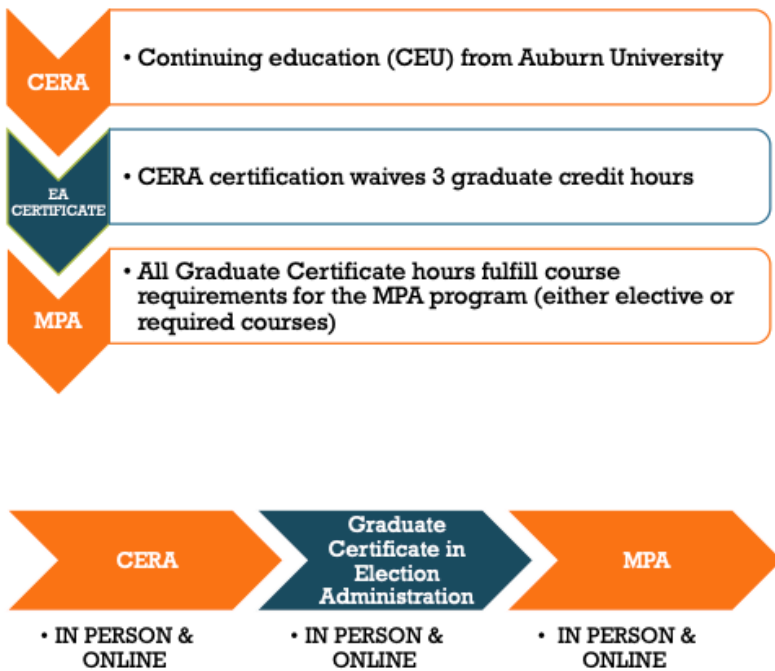 CERA
• Continuing education (CEU) from Auburn University
EA
CERTIFICATE
• CERA certification waives 3 graduate credit hours
MPA
• All Graduate Certificate hours fulfill course
requirements for the MPA program (either elective or
required courses)
CERA
Graduate
Certificate in
Election
Administration
MPA
• IN PERSON &
ONLINE
• IN PERSON &
ONLINE
• IN PERSON &
ONLINE